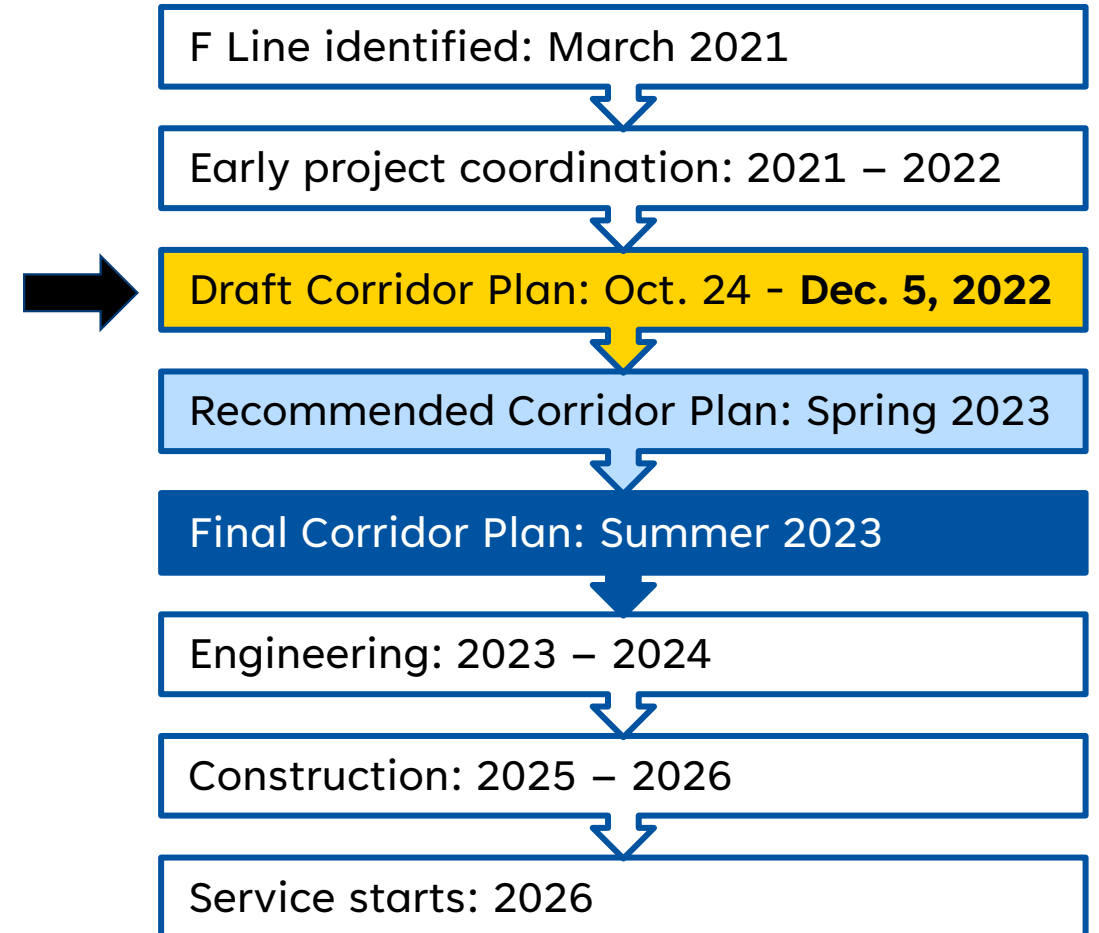 F Line identified: March 2021
Early project coordination: 2021 – 2022
Draft Corridor Plan: Oct. 24 - Dec. 5, 2022
Recommended Corridor Plan: Spring 2023
Final Corridor Plan: Summer 2023
Engineering: 2023 – 2024
Construction: 2025 – 2026
Service starts: 2026